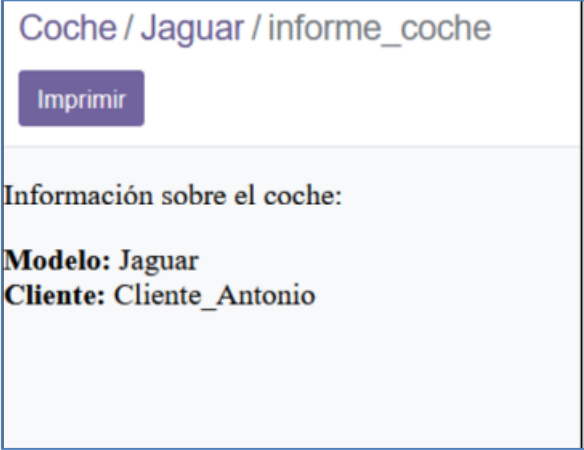 Coche / Jaguar / informe_coche
Imprimir
Información sobre el coche:
Modelo: Jaguar
Cliente: Cliente_Antonio